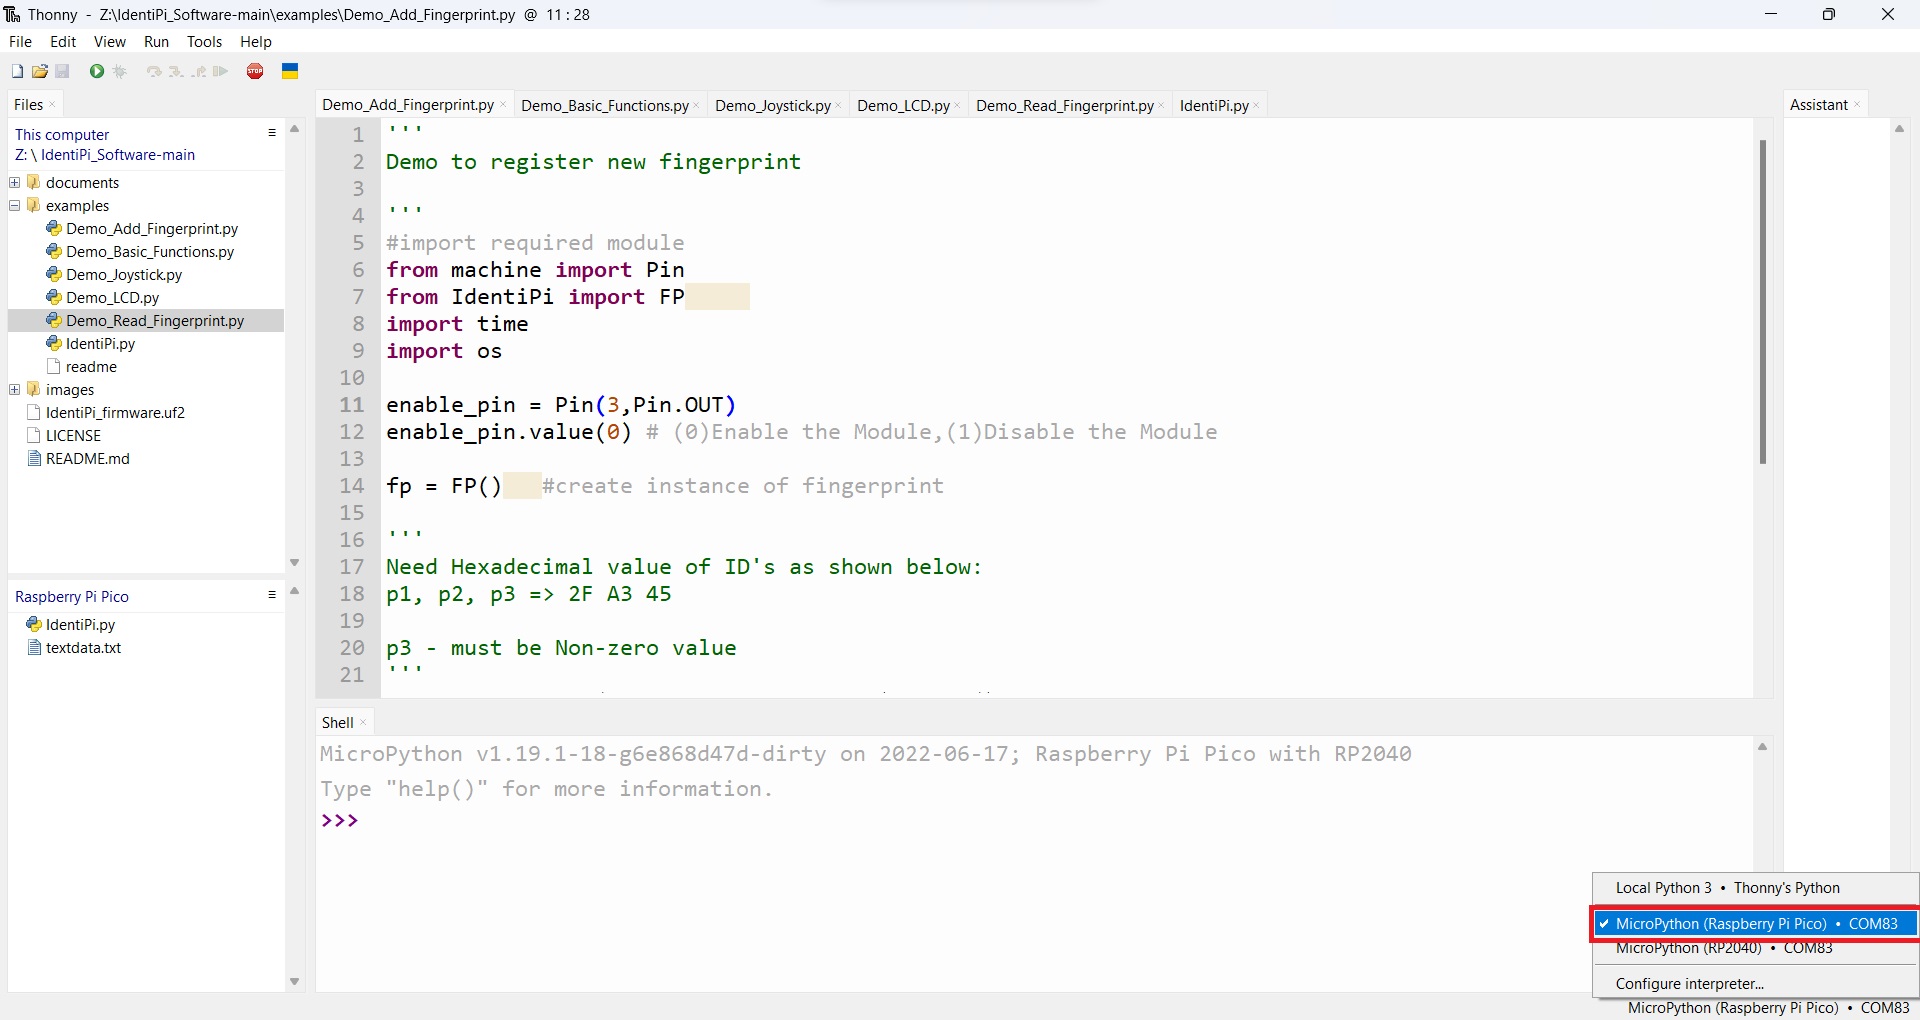 Thonny - Z:\IdentiPi_Software-main\examples\Demo_Add_Fingerprint.py @ 11 : 28
File Edit View Run Tools Help
STOP
Files
This computer
Z: \ IdentiPi_Software-main
documents
examples
Demo_Add_Fingerprint.py
Demo_Basic_Functions.py
Demo_Joystick.py
Demo_LCD.py
Demo_Read_Fingerprint.py
IdentiPi.py
readme
images
IdentiPi_firmware.uf2
LICENSE
README.md
Raspberry Pi Pico
IdentiPi.py
textdata.txt
Demo_Add_Fingerprint.py Demo_Basic_Functions.py Demo_Joystick.py Demo_LCD.py Demo_Read_Fingerprint.py IdentiPi.py
1 '''
2 Demo to register new fingerprint
3
4 '''
5 #import required module
6 from machine import Pin
7 from IdentiPi import FP
8 import time
9 import os
10
11 enable_pin = Pin(3,Pin.OUT)
12 enable_pin.value(0) # (0)Enable the Module,(1)Disable the Module
13
14 fp = FP() #create instance of fingerprint
15
16 '''
17 Need Hexadecimal value of ID's as shown below:
18 p1, p2, p3 => 2F A3 45
19
20 p3 - must be Non-zero value
21 '''
Shell
MicroPython v1.19.1-18-g6e868d47d-dirty on 2022-06-17; Raspberry Pi Pico with RP2040
Type "help()" for more information.
>>>
Assistant
Local Python 3 • Thonny's Python
✓ MicroPython (Raspberry Pi Pico) • COM83
MicroPython (RP2040) • COM83
Configure interpreter...
MicroPython (Raspberry Pi Pico) • COM83